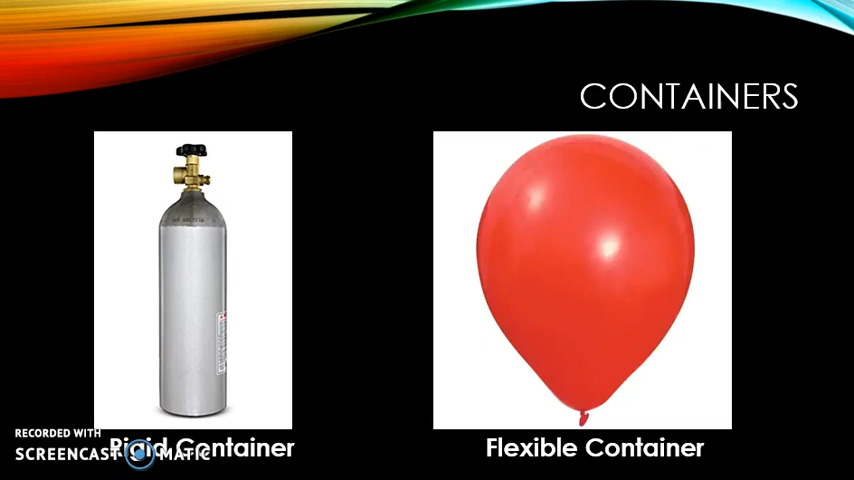 CONTAINERS
Rigid Container
Flexible Container
RECORDED WITH
SCREENCAST MATIC